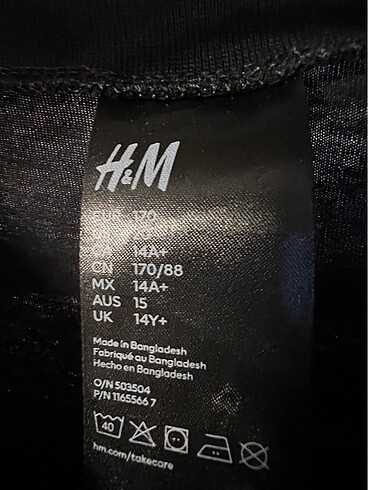 H&M
EUR 170
14A+
CN 170/88
MX 14A+
AUS 15
UK 14Y+
Made in Bangladesh
Fabriqué au Bangladesh
Hecho en Bangladesh
O/N 503504
P/N 1165566 7
40
hm.com/takecare